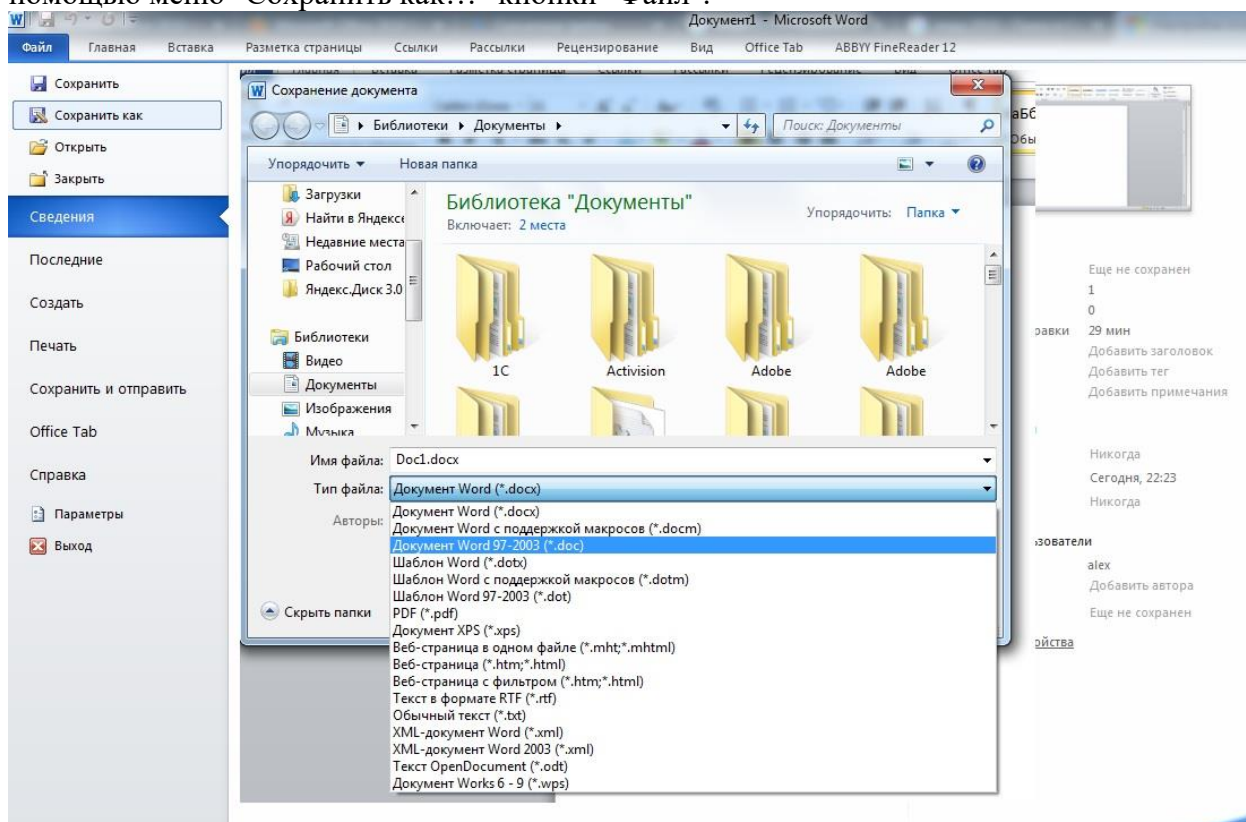 помощью меню "Сохранить как…" кнопки "Файл".
Документ1 - Microsoft Word
Файл Главная Вставка Разметка страницы Ссылки Рассылки Рецензирование Вид Office Tab ABBYY FineReader 12
Сохранить
Сохранить как
Открыть
Закрыть
Сведения
Последние
Создать
Печать
Сохранить и отправить
Office Tab
Справка
Параметры
Выход
Сохранение документа
Библиотеки Документы
Поиск: Документы
Упорядочить Новая папка
Загрузки
Найти в Яндексе
Недавние места
Рабочий стол
Яндекс.Диск 3.0
Библиотеки
Видео
Документы
Изображения
Музыка
Библиотека "Документы"
Включает: 2 места
Упорядочить: Папка
1C Activision Adobe Adobe
Имя файла: Doc1.docx
Тип файла: Документ Word (*.docx)
Авторы:
Документ Word (*.docx)
Документ Word с поддержкой макросов (*.docm)
Документ Word 97-2003 (*.doc)
Шаблон Word (*.dotx)
Шаблон Word с поддержкой макросов (*.dotm)
Шаблон Word 97-2003 (*.dot)
PDF (*.pdf)
Документ XPS (*.xps)
Веб-страница в одном файле (*.mht;*.mhtml)
Веб-страница (*.htm;*.html)
Веб-страница с фильтром (*.htm;*.html)
Текст в формате RTF (*.rtf)
Обычный текст (*.txt)
XML-документ Word (*.xml)
XML-документ Word 2003 (*.xml)
Текст OpenDocument (*.odt)
Документ Works 6 - 9 (*.wps)
Скрыть папки
Еще не сохранен
1
0
равки 29 мин
Добавить заголовок
Добавить тег
Добавить примечания
Никогда
Сегодня, 22:23
Никогда
зователи
alex
Добавить автора
Еще не сохранен
ойства